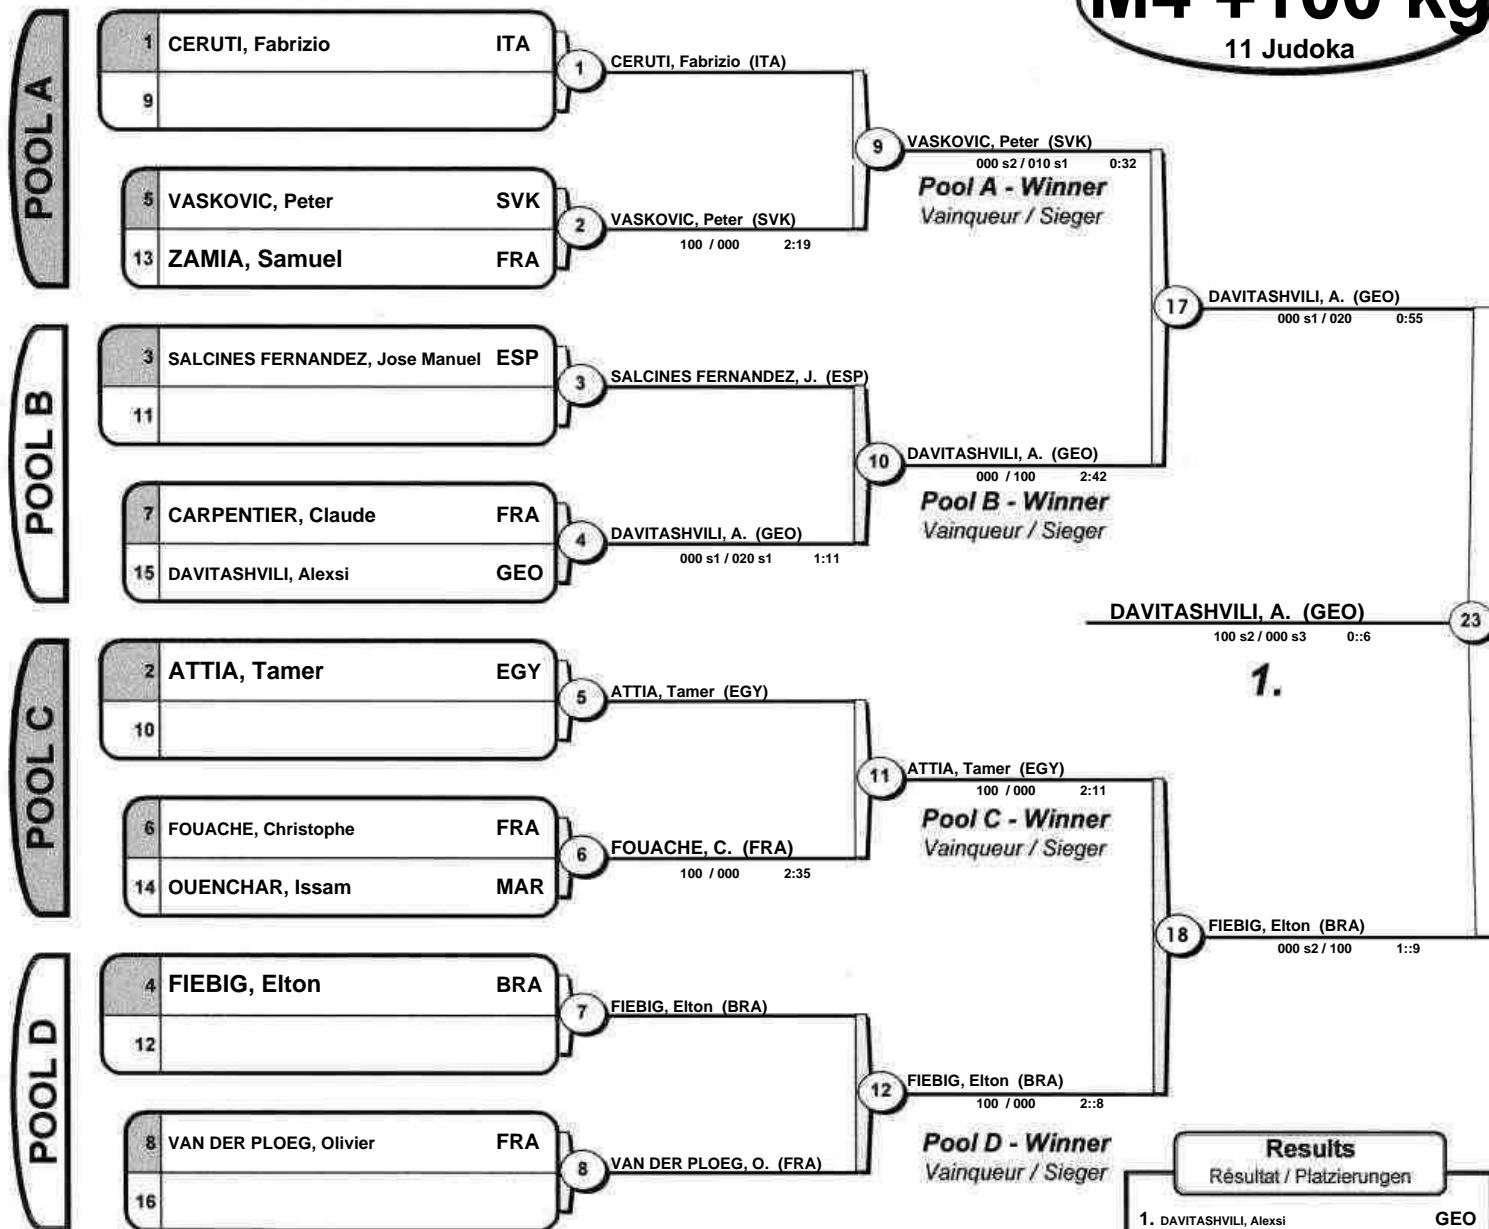 M4 +100 kg
11 Judoka
POOL A
1 CERUTI, Fabrizio ITA
9
1 CERUTI, Fabrizio (ITA)
5 VASKOVIC, Peter SVK
13 ZAMIA, Samuel FRA
2 VASKOVIC, Peter (SVK)
100 / 000 2:19
9 VASKOVIC, Peter (SVK)
000 s2 / 010 s1 0:32
Pool A - Winner
Vainqueur / Sieger
POOL B
3 SALCINES FERNANDEZ, Jose Manuel ESP
11
3 SALCINES FERNANDEZ, J. (ESP)
7 CARPENTIER, Claude FRA
15 DAVITASHVILI, Alexsi GEO
4 DAVITASHVILI, A. (GEO)
000 s1 / 020 s1 1:11
10 DAVITASHVILI, A. (GEO)
000 / 100 2:42
Pool B - Winner
Vainqueur / Sieger
17 DAVITASHVILI, A. (GEO)
000 s1 / 020 0:55
DAVITASHVILI, A. (GEO) 23
100 s2 / 000 s3 0::6
1.
POOL C
2 ATTIA, Tamer EGY
10
5 ATTIA, Tamer (EGY)
6 FOUACHE, Christophe FRA
14 OUENCHAR, Issam MAR
6 FOUACHE, C. (FRA)
100 / 000 2:35
11 ATTIA, Tamer (EGY)
100 / 000 2:11
Pool C - Winner
Vainqueur / Sieger
18 FIEBIG, Elton (BRA)
000 s2 / 100 1::9
POOL D
4 FIEBIG, Elton BRA
12
7 FIEBIG, Elton (BRA)
8 VAN DER PLOEG, Olivier FRA
16
8 VAN DER PLOEG, O. (FRA)
12 FIEBIG, Elton (BRA)
100 / 000 2::8
Pool D - Winner
Vainqueur / Sieger
Results
Résultat / Platzierungen
1. DAVITASHVILI, Alexsi GEO